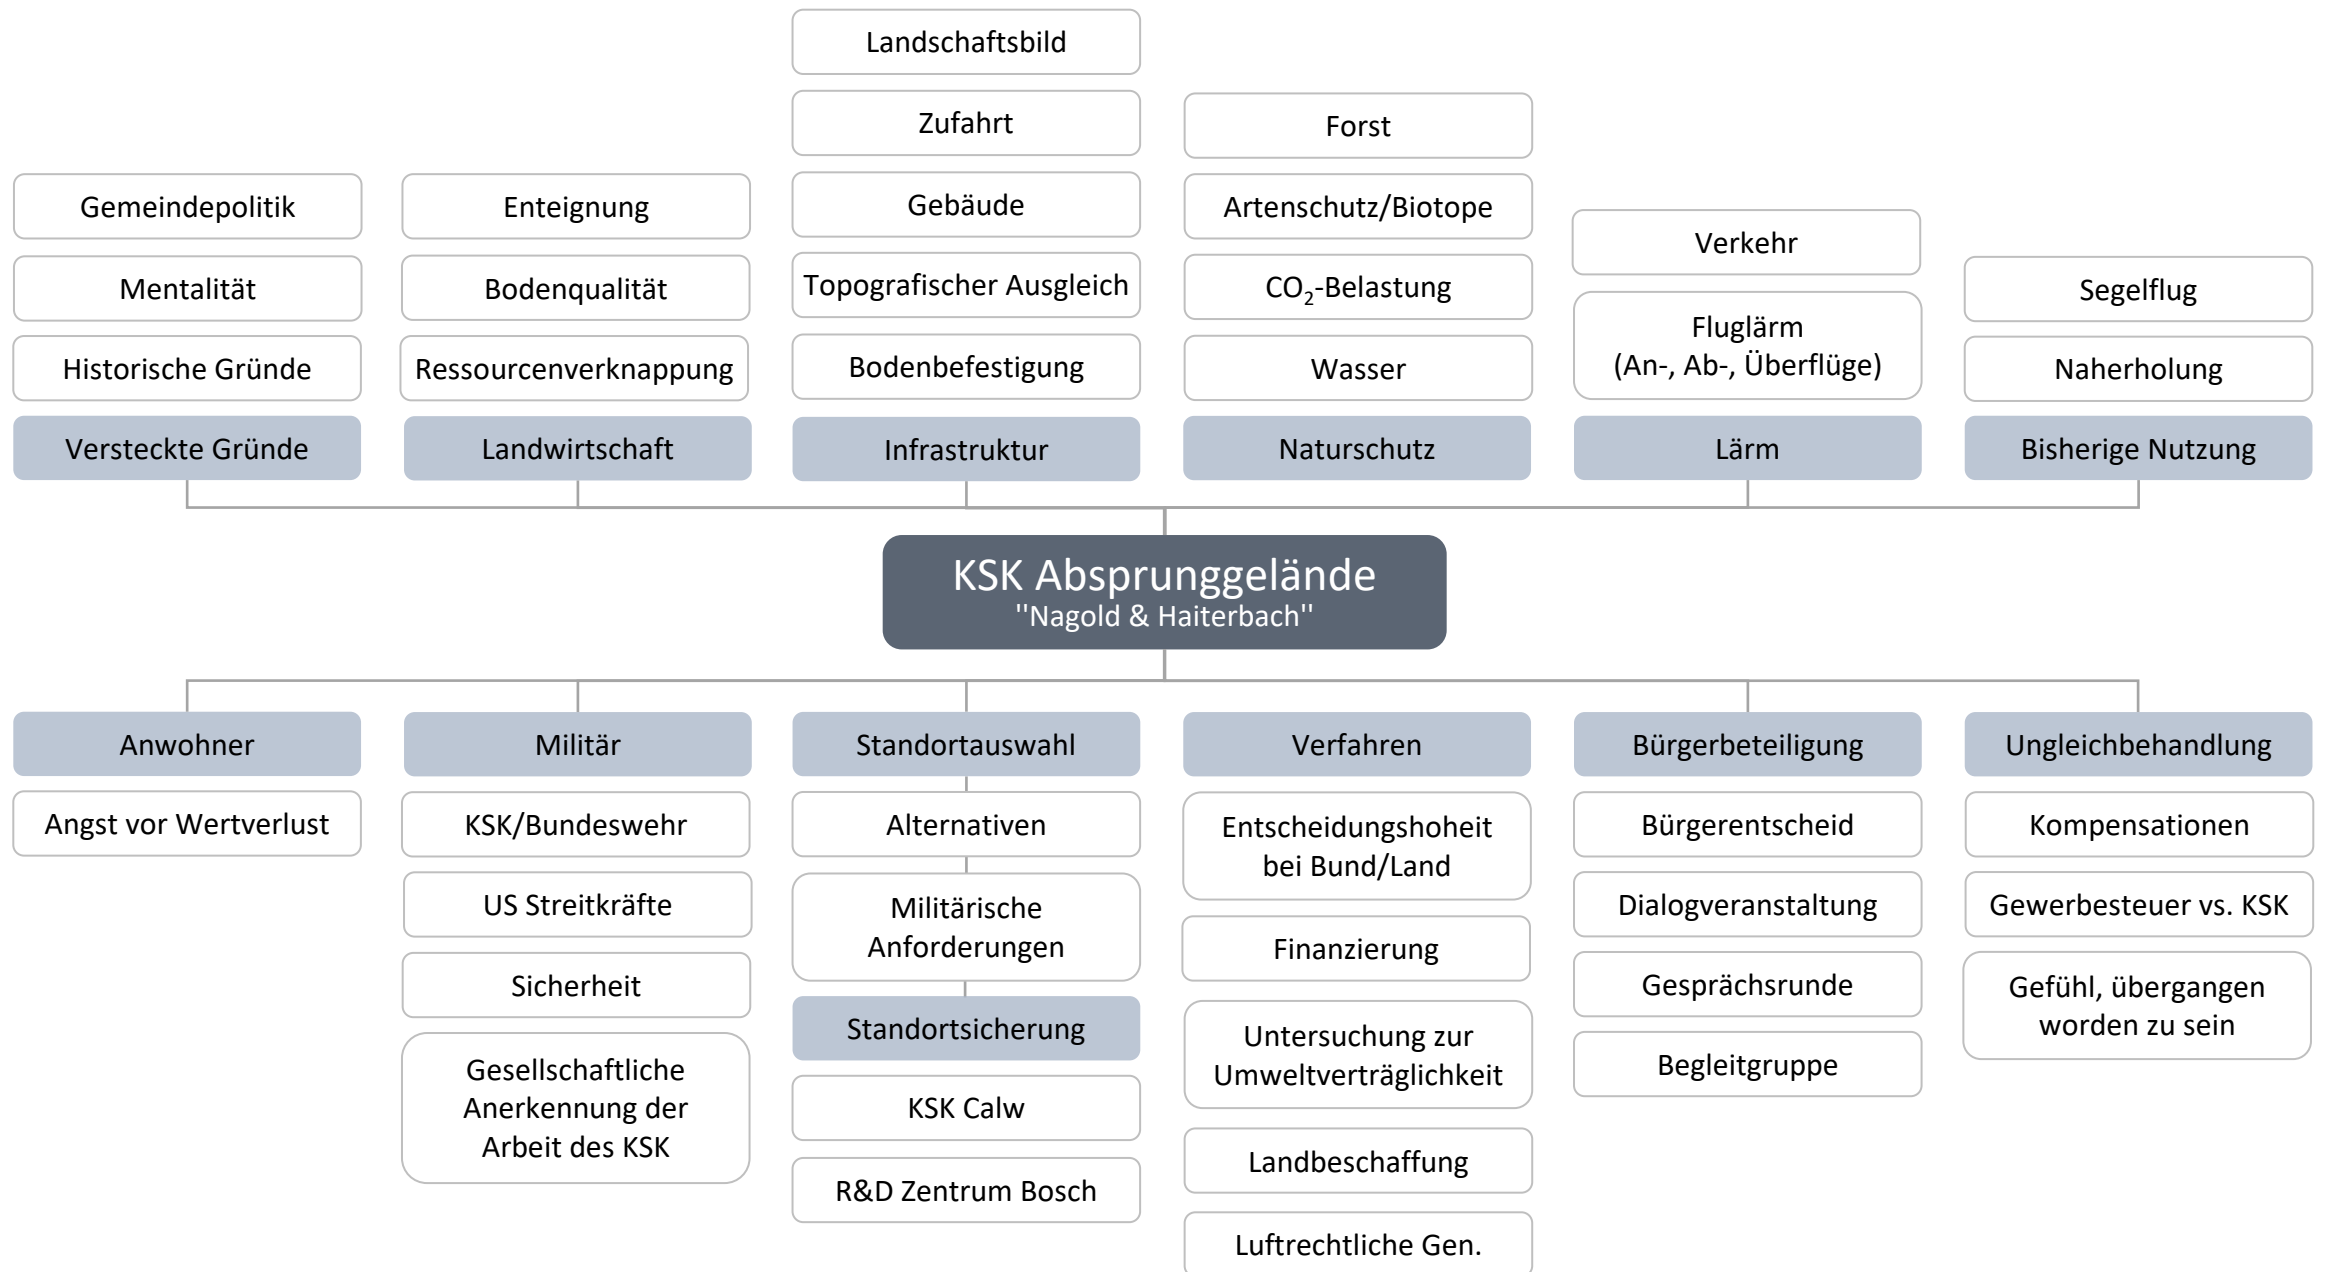 Landschaftsbild
Zufahrt
Gebäude
Topografischer Ausgleich
Bodenbefestigung
Infrastruktur
Forst
Artenschutz/Biotope
CO₂-Belastung
Wasser
Naturschutz
Gemeindepolitik
Mentalität
Historische Gründe
Versteckte Gründe
Enteignung
Bodenqualität
Ressourcenverknappung
Landwirtschaft
Verkehr
Fluglärm
(An-, Ab-, Überflüge)
Lärm
Segelflug
Naherholung
Bisherige Nutzung
KSK Absprunggelände
"Nagold & Haiterbach"
Anwohner
Angst vor Wertverlust
Militär
KSK/Bundeswehr
US Streitkräfte
Sicherheit
Gesellschaftliche
Anerkennung der
Arbeit des KSK
Standortauswahl
Alternativen
Militärische
Anforderungen
Standortsicherung
KSK Calw
R&D Zentrum Bosch
Verfahren
Entscheidungshoheit
bei Bund/Land
Finanzierung
Untersuchung zur
Umweltverträglichkeit
Landbeschaffung
Luftrechtliche Gen.
Bürgerbeteiligung
Bürgerentscheid
Dialogveranstaltung
Gesprächsrunde
Begleitgruppe
Ungleichbehandlung
Kompensationen
Gewerbesteuer vs. KSK
Gefühl, übergangen
worden zu sein